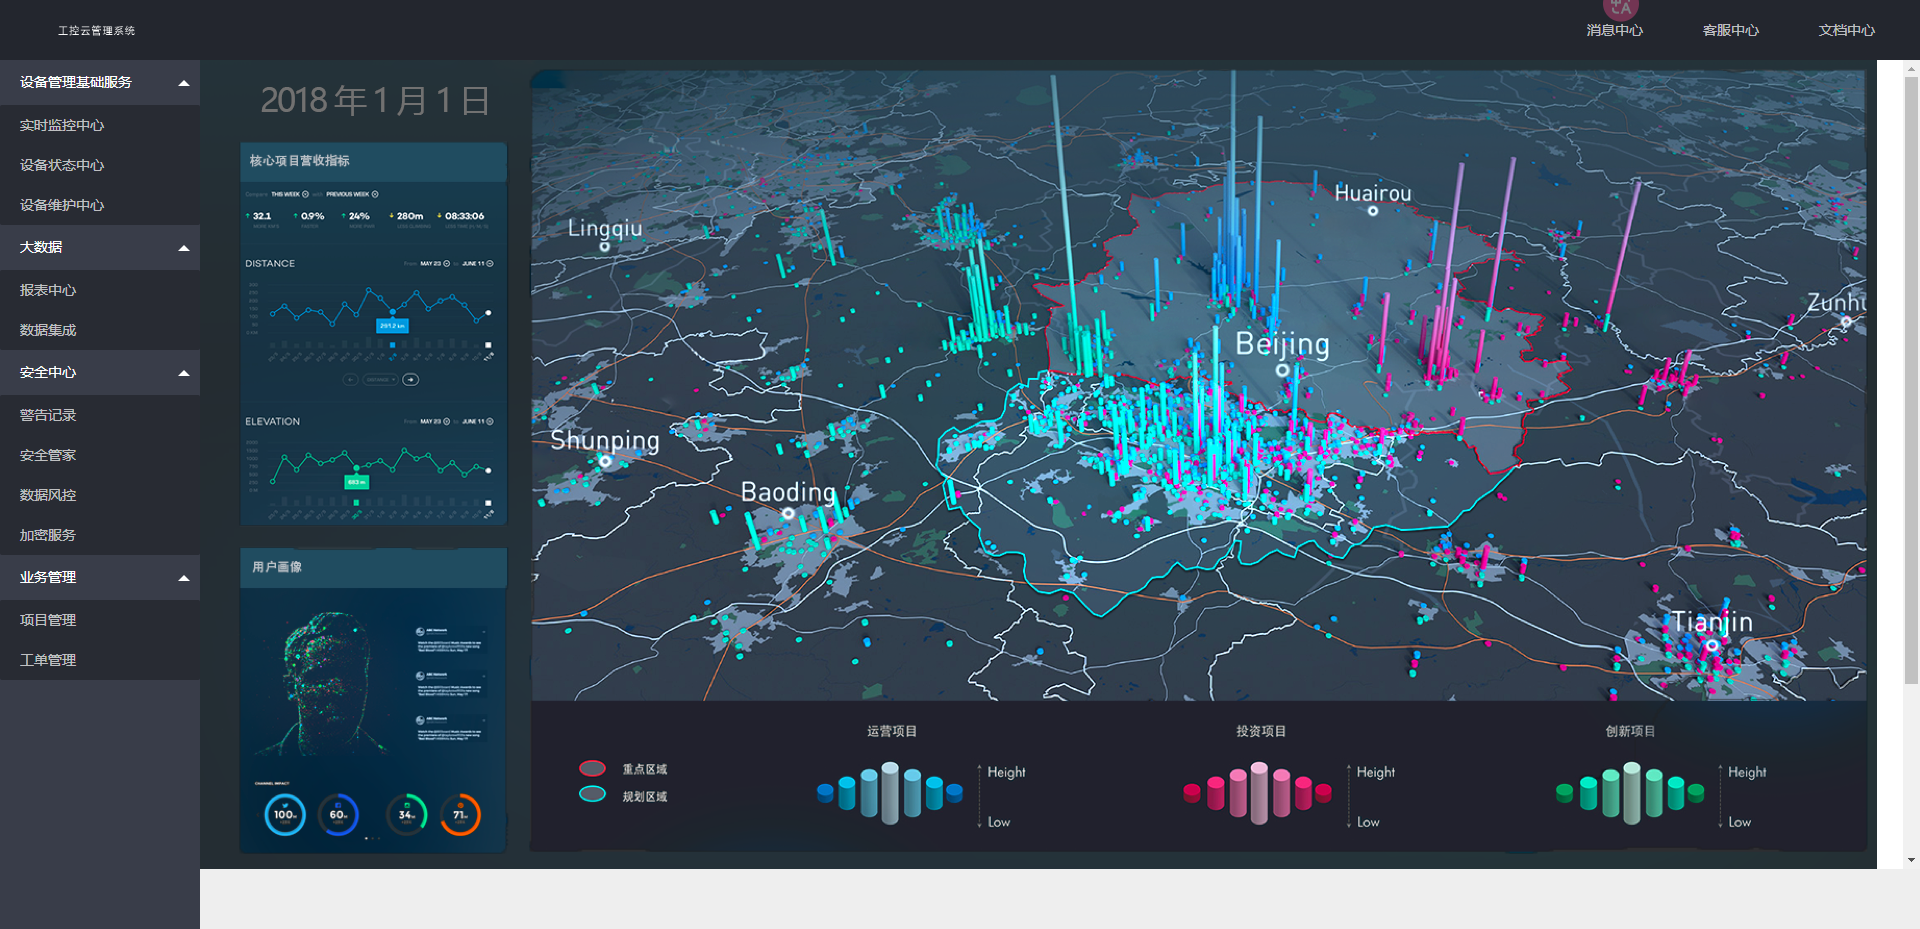 工控云管理系统
消息中心
客服中心
文档中心
设备管理基础服务
实时监控中心
设备状态中心
设备维护中心
大数据
报表中心
数据集成
安全中心
警告记录
安全管家
数据风控
加密服务
业务管理
项目管理
工单管理
2018年1月1日
核心项目营收指标
THIS WEEK
PREVIOUS WEEK
32.1 0.9% 24% 280m 08:33:06
DISTANCE
MAY 23 JUNE 11
ELEVATION
MAY 23 JUNE 11
用户画像
CHANNEL IMPACT
100 60 34 71
Huairou
Lingqiu
Beijing
Shunping
Baoding
Tianjin
重点区域
规划区域
运营项目
Height
Low
投资项目
Height
Low
创新项目
Height
Low